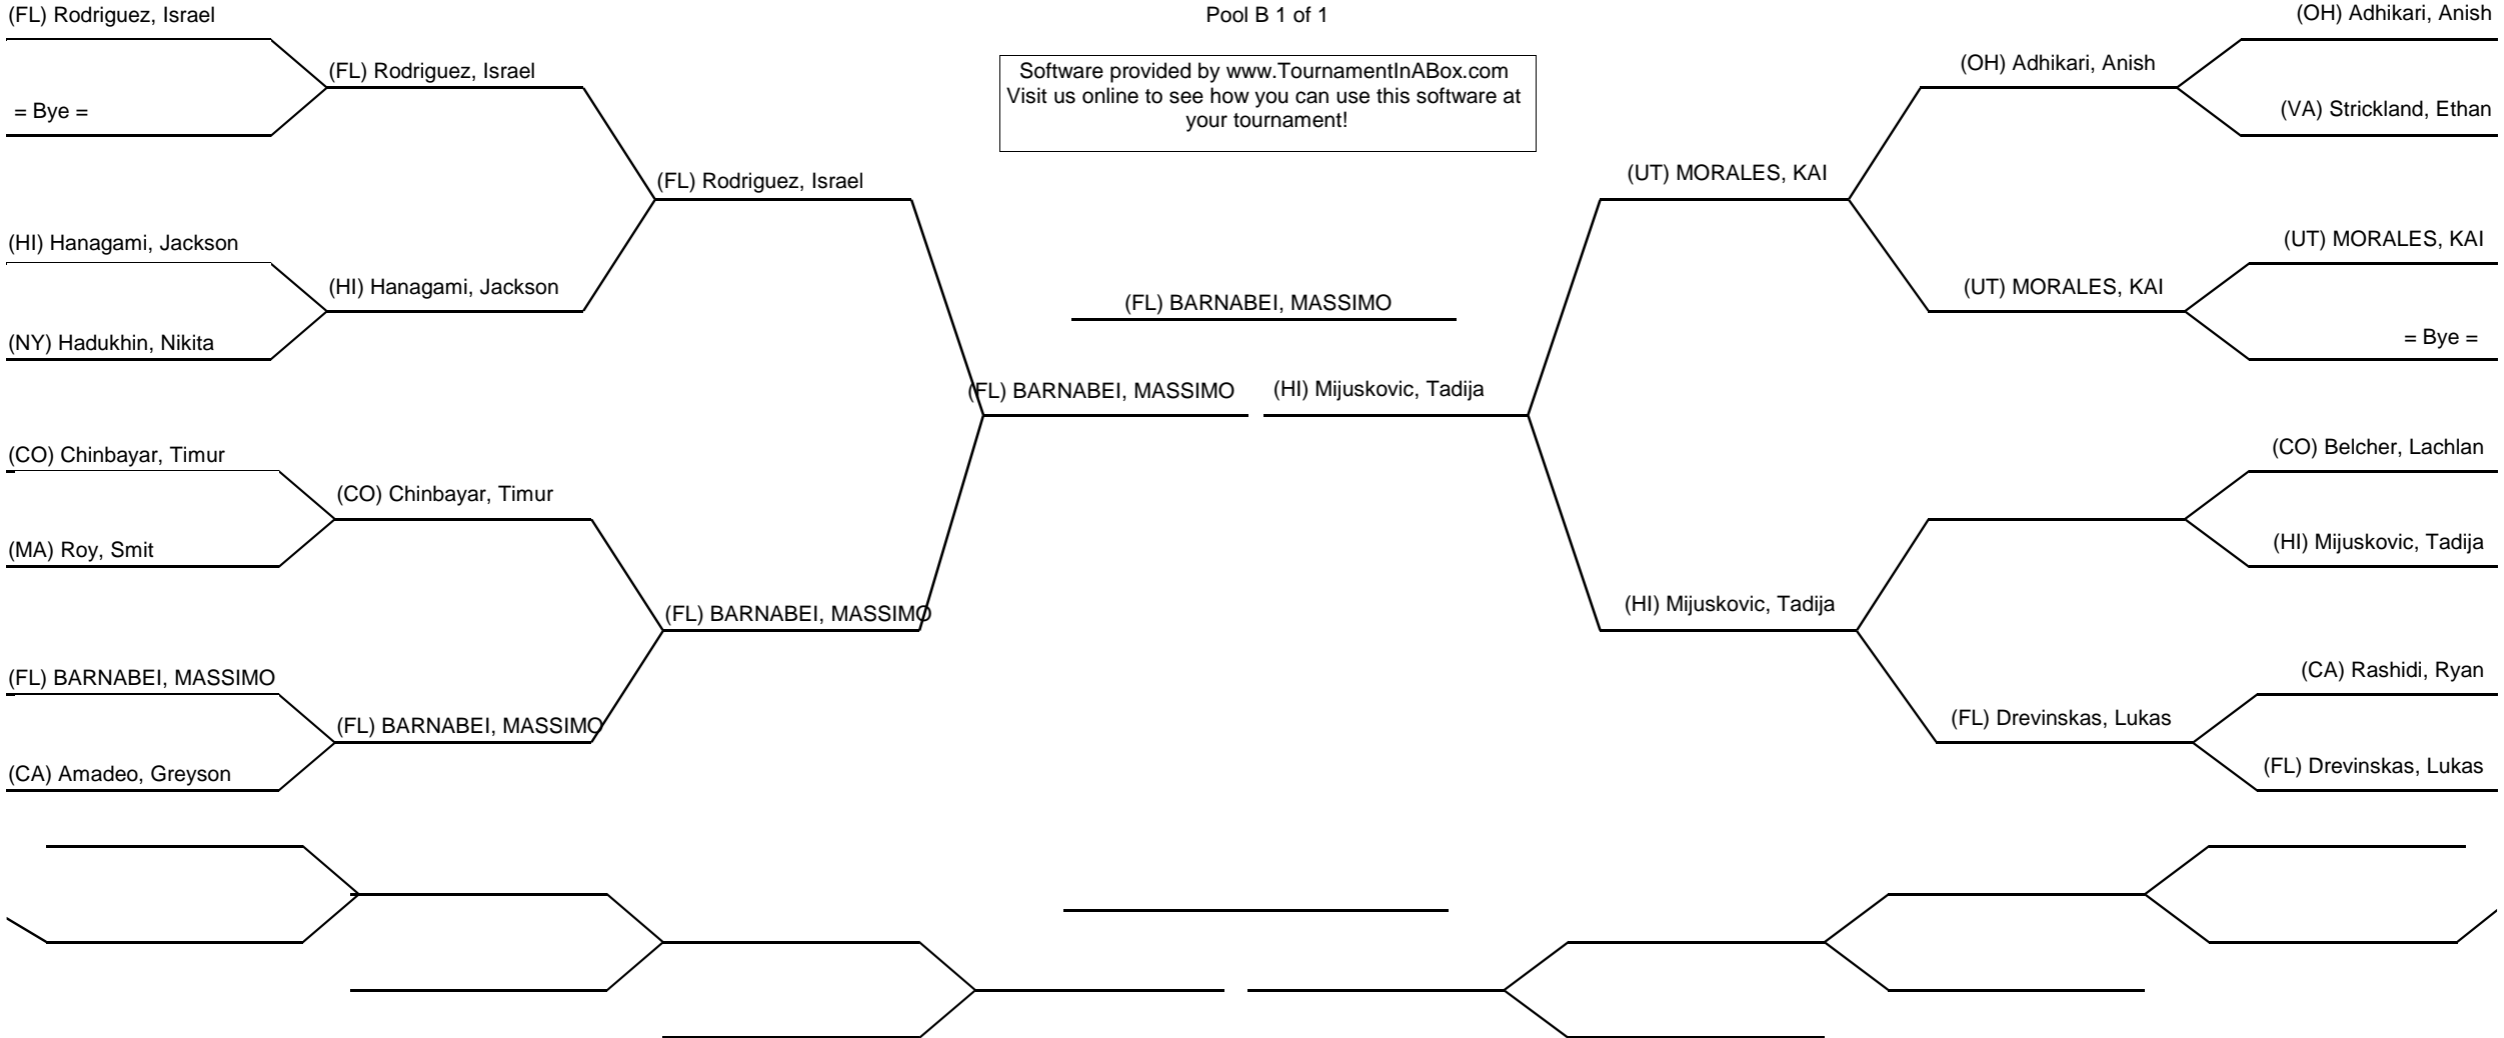 Pool B 1 of 1
Software provided by www.TournamentInABox.com
Visit us online to see how you can use this software at
your tournament!
(FL) Rodriguez, Israel
= Bye =
(HI) Hanagami, Jackson
(NY) Hadukhin, Nikita
(CO) Chinbayar, Timur
(MA) Roy, Smit
(FL) BARNABEI, MASSIMO
(CA) Amadeo, Greyson
(FL) Rodriguez, Israel
(HI) Hanagami, Jackson
(CO) Chinbayar, Timur
(FL) BARNABEI, MASSIMO
(FL) Rodriguez, Israel
(FL) BARNABEI, MASSIMO
(FL) BARNABEI, MASSIMO
(FL) BARNABEI, MASSIMO
(HI) Mijuskovic, Tadija
(UT) MORALES, KAI
(HI) Mijuskovic, Tadija
(OH) Adhikari, Anish
(UT) MORALES, KAI
(FL) Drevinskas, Lukas
(OH) Adhikari, Anish
(VA) Strickland, Ethan
(UT) MORALES, KAI
= Bye =
(CO) Belcher, Lachlan
(HI) Mijuskovic, Tadija
(CA) Rashidi, Ryan
(FL) Drevinskas, Lukas